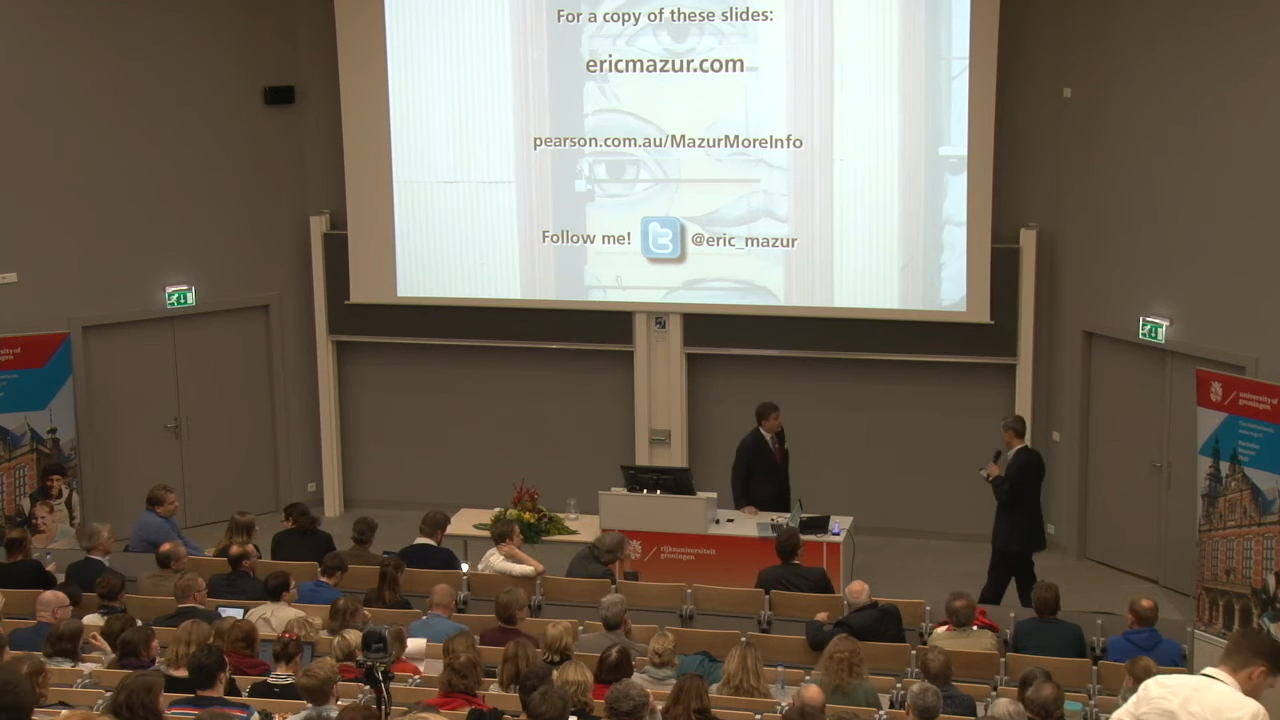 For a copy of these slides:
ericmazur.com
pearson.com.au/MazurMoreInfo
Follow me! @eric_mazur
university of
groningen
rijksuniversiteit
groningen